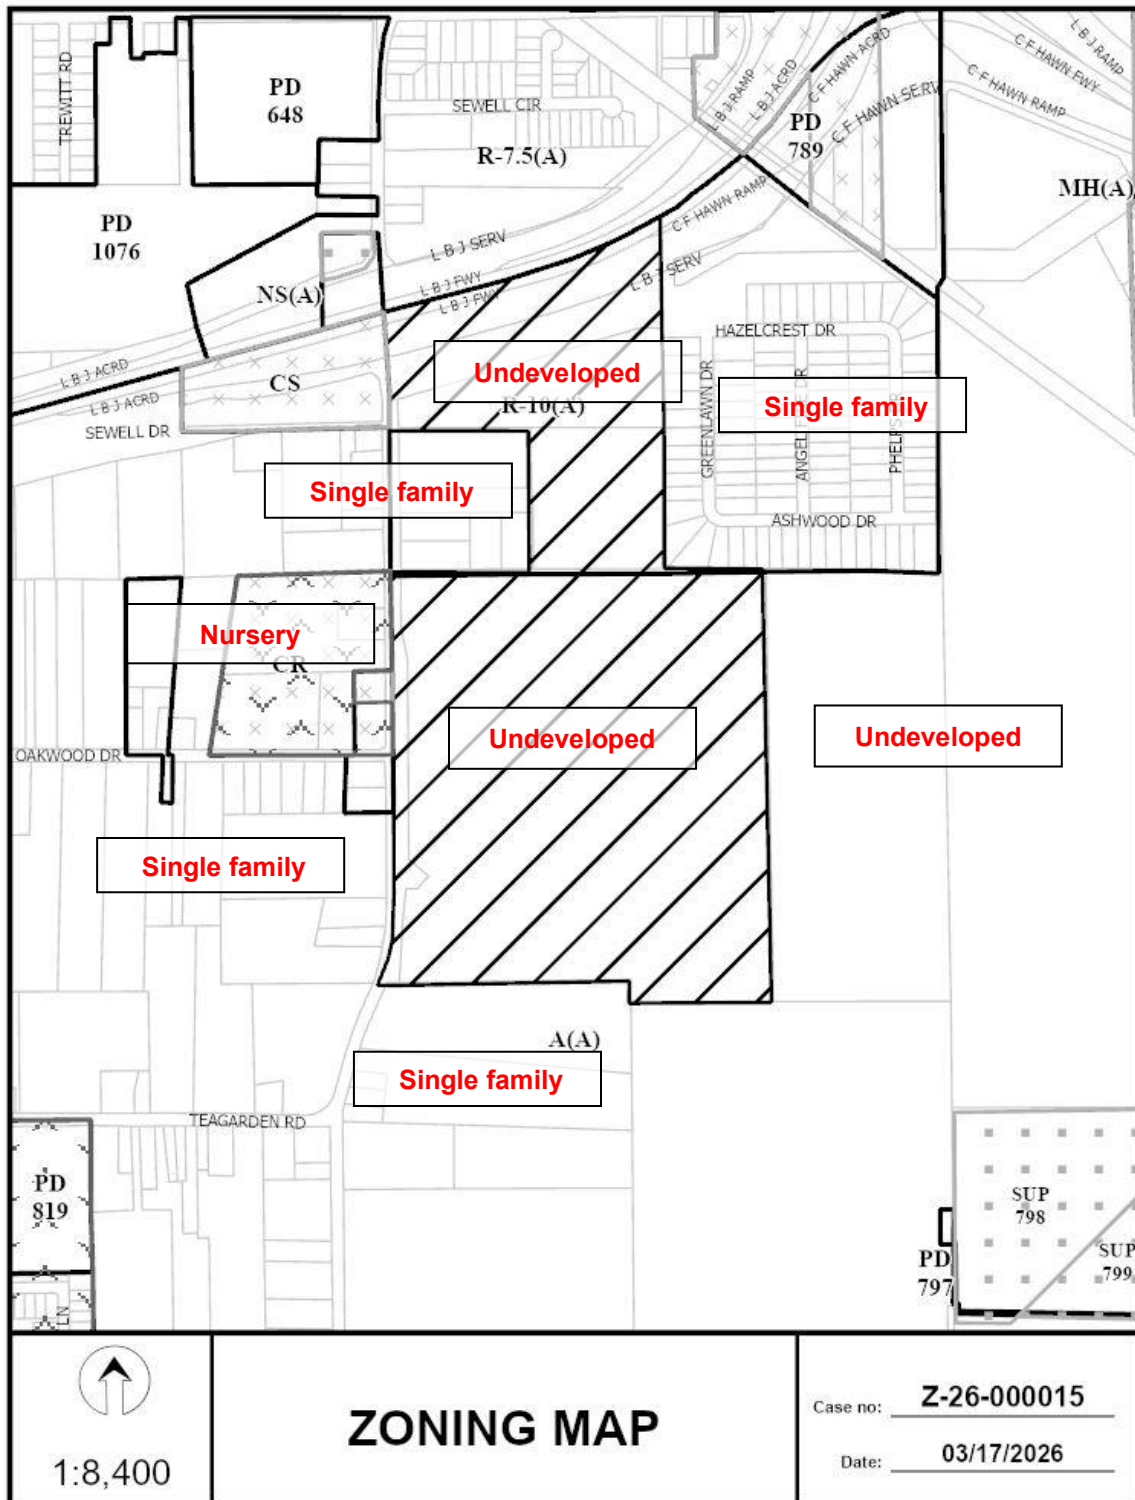 TREWITT RD
PD
648
SEWELL CIR
R-7.5(A)
L B J RAMP
L B J ACRD
C F HAWN ACRD
C F HAWN SERV
PD
789
L B J RAMP
C F HAWN FWY
C F HAWN RAMP
MH(A)
PD
1076
L B J SERV
C F HAWN RAMP
L B J SERV
NS(A)
L B J FWY
L B J FWY
L B J ACRD
L B J ACRD
CS
SEWELL DR
HAZELCREST DR
Undeveloped
R-10(A)
Single family
GREENLAWN DR
ASHWOOD DR
Single family
Nursery
CR
OAKWOOD DR
Undeveloped
Undeveloped
Single family
A(A)
Single family
TEAGARDEN RD
PD
819
LN
SUP
798
SUP
799
PD
797
1:8,400
ZONING MAP
Case no: Z-26-000015
Date: 03/17/2026